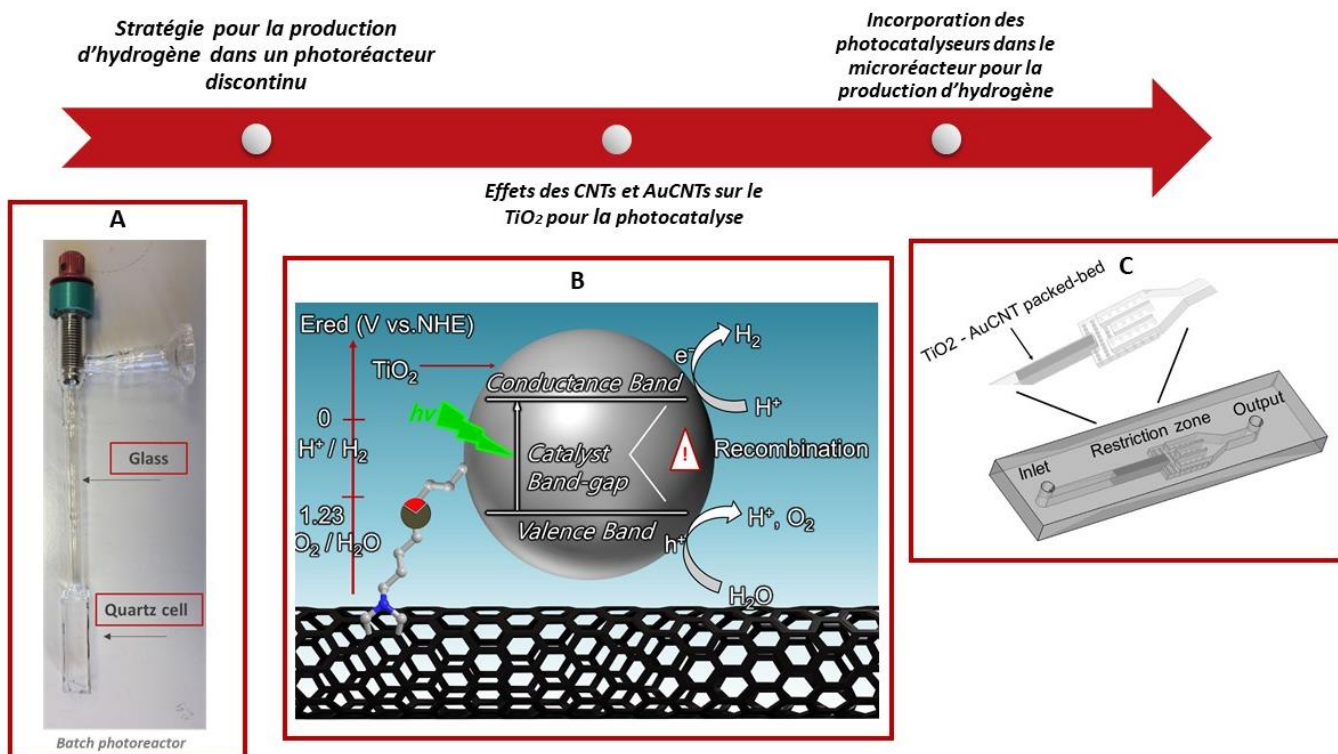 Stratégie pour la production
d’hydrogène dans un photoréacteur
discontinu
Incorporation des
photocatalyseurs dans le
microréacteur pour la
production d’hydrogène
Effets des CNTs et AuCNTs sur le
TiO2 pour la photocatalyse
A
Glass
Quartz cell
Batch photoreactor
B
Ered (V vs.NHE)
TiO2
0
H+ / H2
1.23
O2 / H2O
hv
Conductance Band
Catalyst
Band-gap
Valence Band
!
Recombination
e-
H2
H+
h+
H+, O2
H2O
C
TiO2 - AuCNT packed-bed
Inlet
Restriction zone
Output